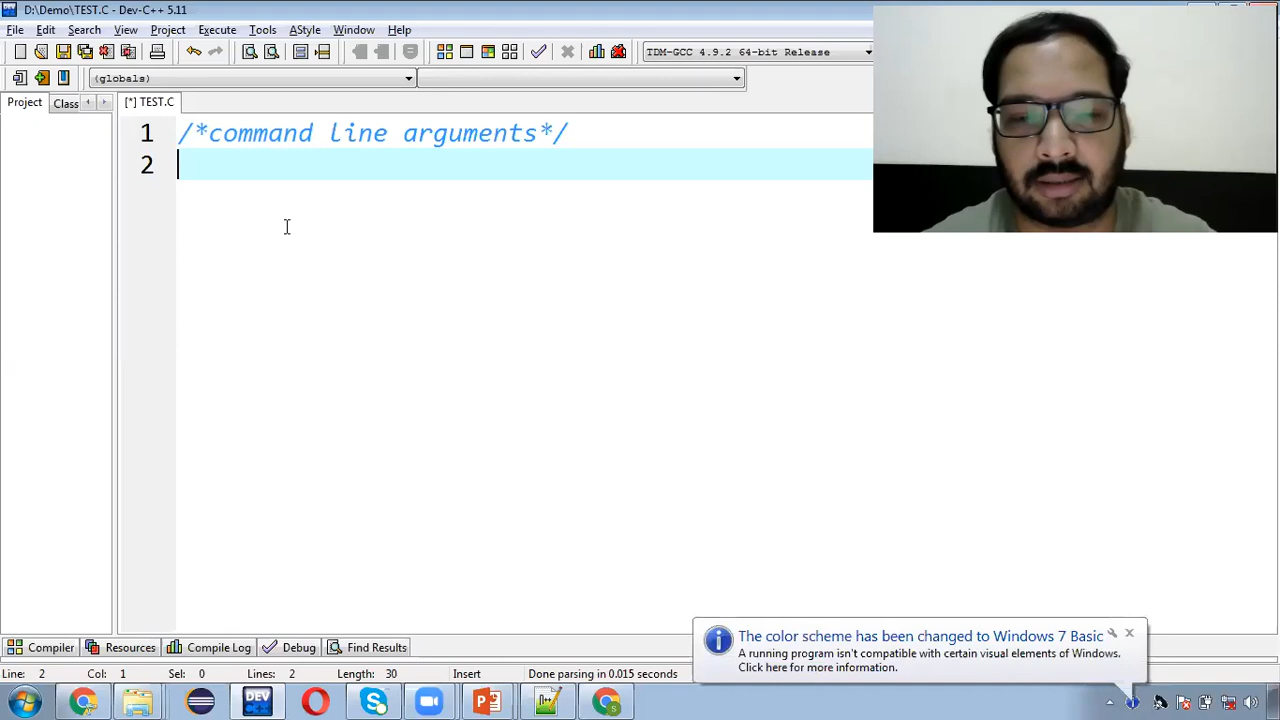 D:\Demo\TEST.C - Dev-C++ 5.11
File Edit Search View Project Execute Tools AStyle Window Help
TDM-GCC 4.9.2 64-bit Release
(globals)
Project Class [*] TEST.C
1 /*command line arguments*/
2
Compiler Resources Compile Log Debug Find Results
The color scheme has been changed to Windows 7 Basic
A running program isn't compatible with certain visual elements of Windows.
Click here for more information.
Line: 2 Col: 1 Sel: 0 Lines: 2 Length: 30 Insert Done parsing in 0.015 seconds
DEV C++